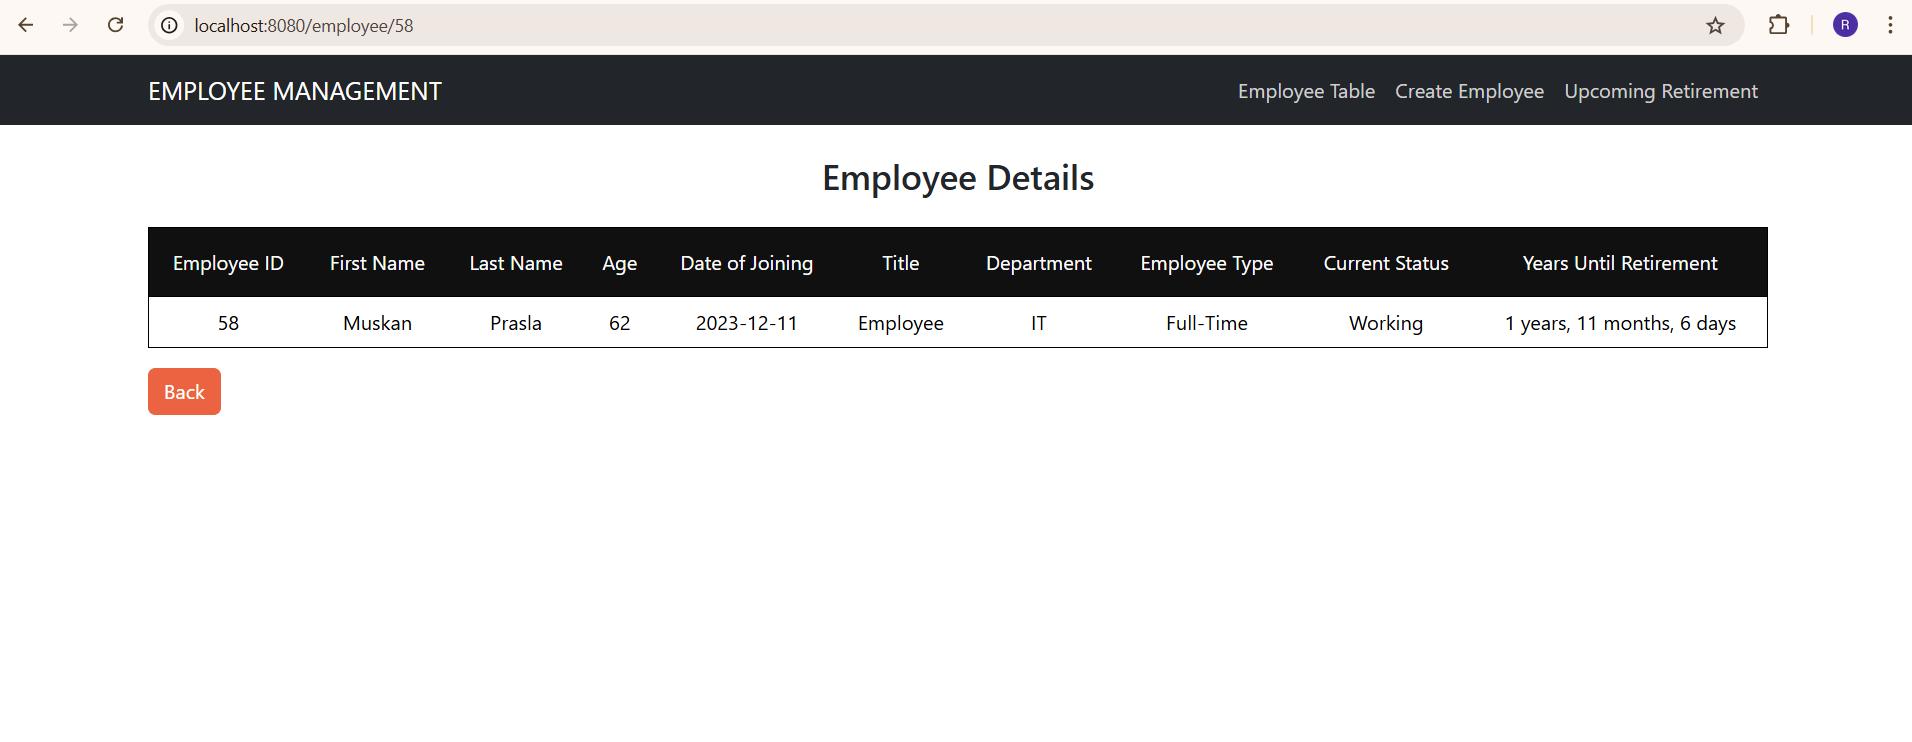 localhost:8080/employee/58
R
EMPLOYEE MANAGEMENT Employee Table Create Employee Upcoming Retirement
Employee Details
Employee ID First Name Last Name Age Date of Joining Title Department Employee Type Current Status Years Until Retirement
58 Muskan Prasla 62 2023-12-11 Employee IT Full-Time Working 1 years, 11 months, 6 days
Back